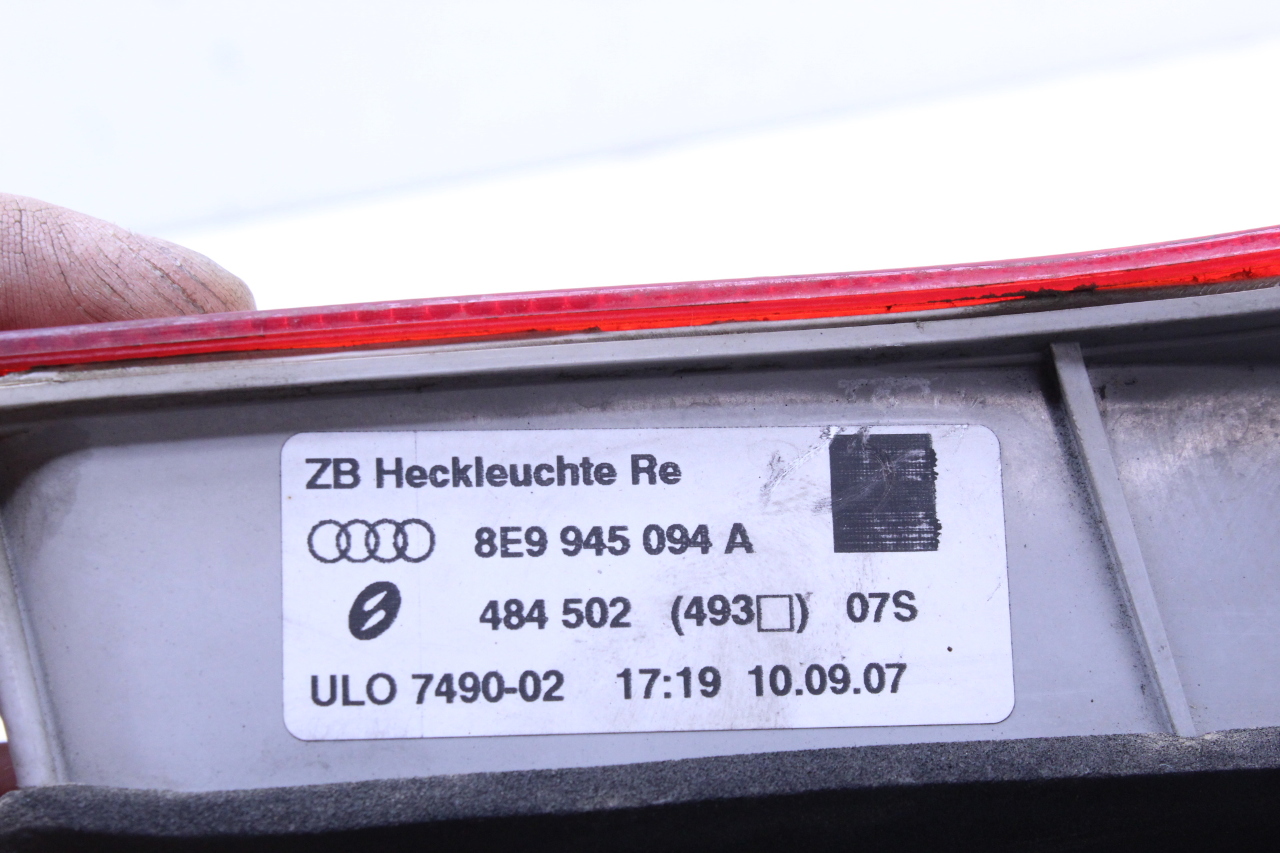 ZB Heckleuchte Re
8E9 945 094 A
484 502 (493□) 07S
ULO 7490-02 17:19 10.09.07